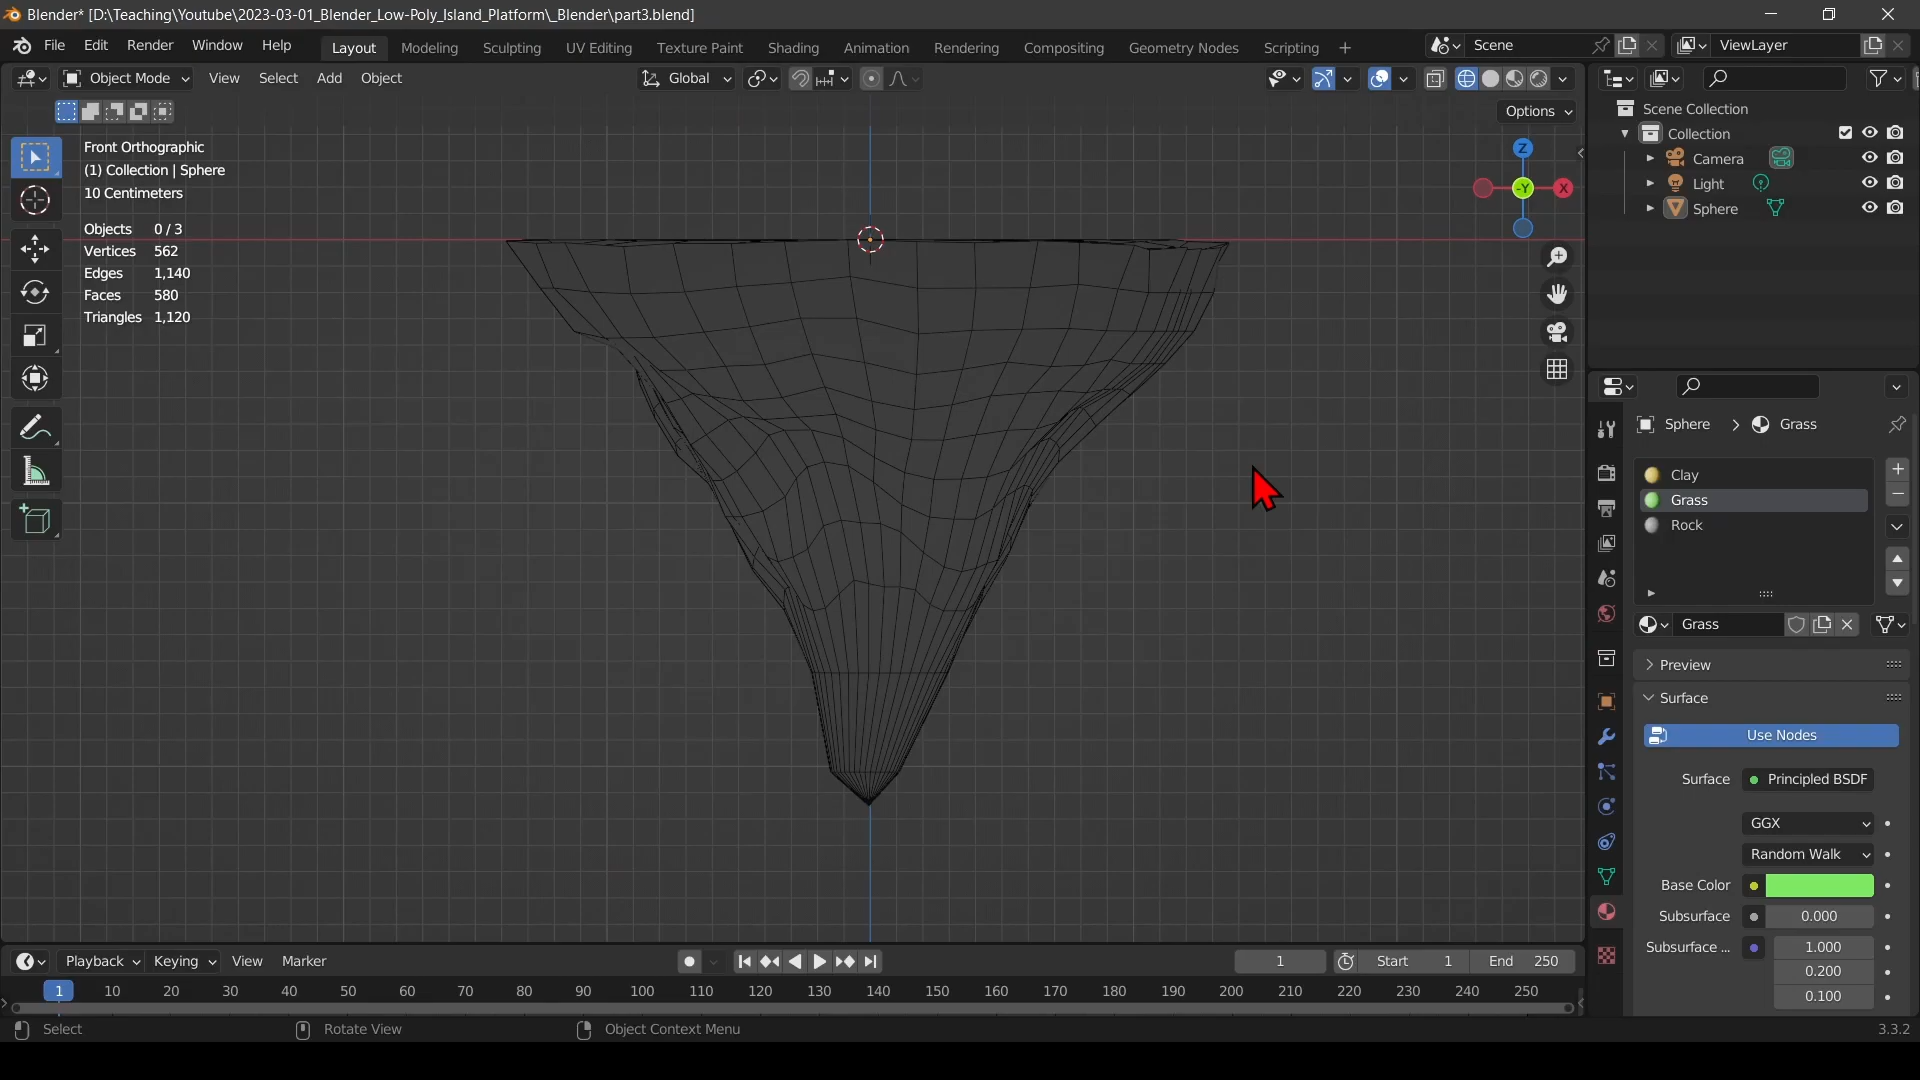 Blender* [D:\Teaching\Youtube\2023-03-01_Blender_Low-Poly_Island_Platform\_Blender\part3.blend]
File Edit Render Window Help
Layout Modeling Sculpting UV Editing Texture Paint Shading Animation Rendering Compositing Geometry Nodes Scripting +
Scene
ViewLayer
Object Mode View Select Add Object
Global
Options
Front Orthographic
(1) Collection | Sphere
10 Centimeters
Objects 0 / 3
Vertices 562
Edges 1,140
Faces 580
Triangles 1,120
Z
-Y
X
Scene Collection
Collection
Camera
Light
Sphere
Sphere > Grass
Clay
Grass
Rock
Grass
Preview
Surface
Use Nodes
Surface Principled BSDF
GGX
Random Walk
Base Color
Subsurface 0.000
Subsurface ... 1.000
0.200
0.100
Playback Keying View Marker
1
Start 1
End 250
1 10 20 30 40 50 60 70 80 90 100 110 120 130 140 150 160 170 180 190 200 210 220 230 240 250
Select Rotate View Object Context Menu
3.3.2